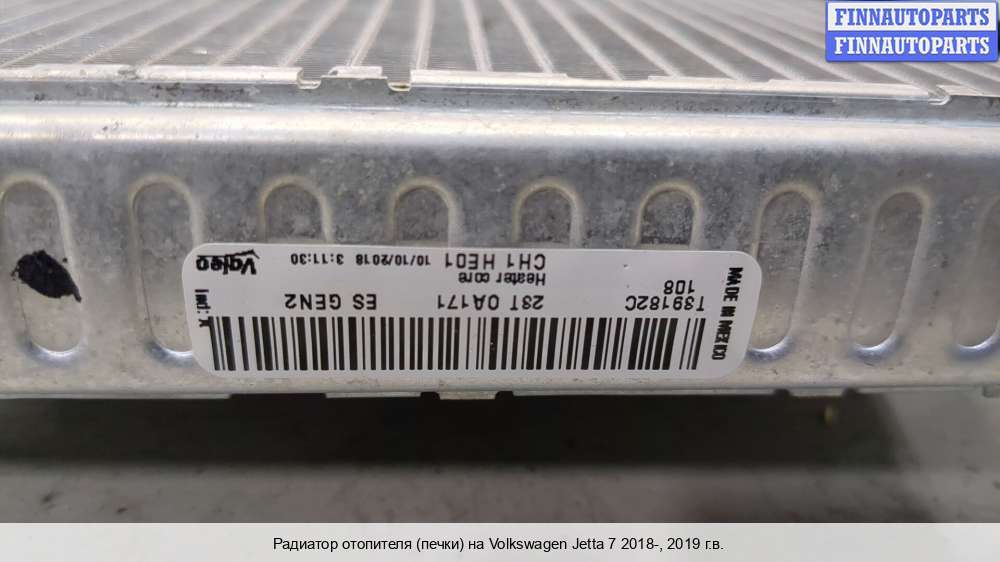 FINNAUTOPARTS
FINNAUTOPARTS
MADE IN MEXICO
T39182C
108
23T 0A171
ES GEN2
Heater core
CH1 HE01
10/10/2018 3:11:30
Valeo
Ind: X
Радиатор отопителя (печки) на Volkswagen Jetta 7 2018-, 2019 г.в.